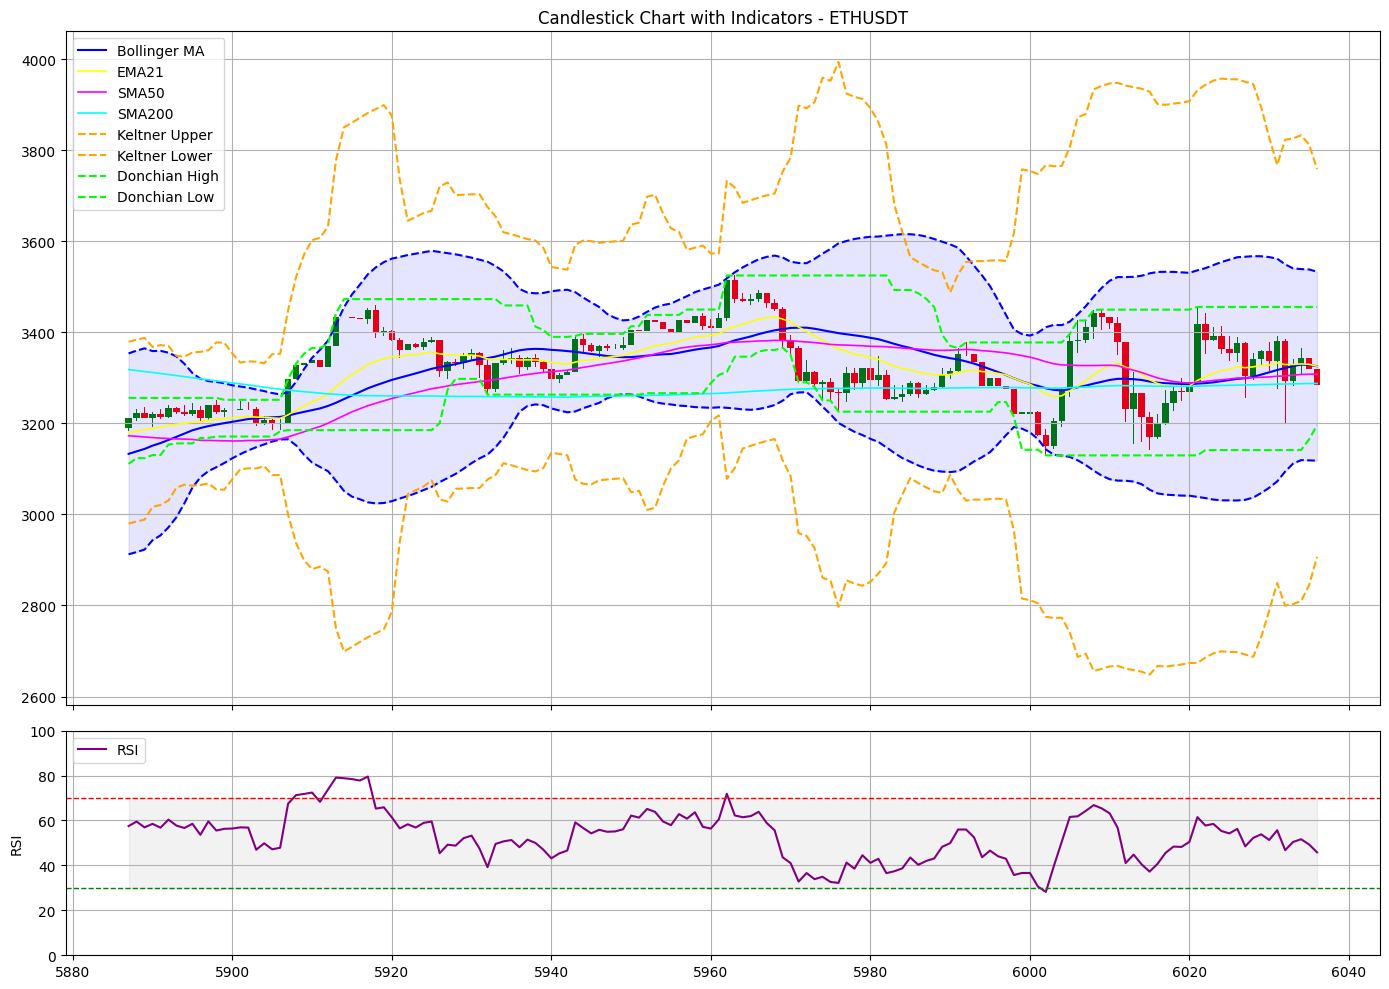 Candlestick Chart with Indicators - ETHUSDT
Bollinger MA
EMA21
SMA50
SMA200
Keltner Upper
Keltner Lower
Donchian High
Donchian Low
4000
3800
3600
3400
3200
3000
2800
2600
RSI
100
80
60
40
20
0
RSI
5880 5900 5920 5940 5960 5980 6000 6020 6040